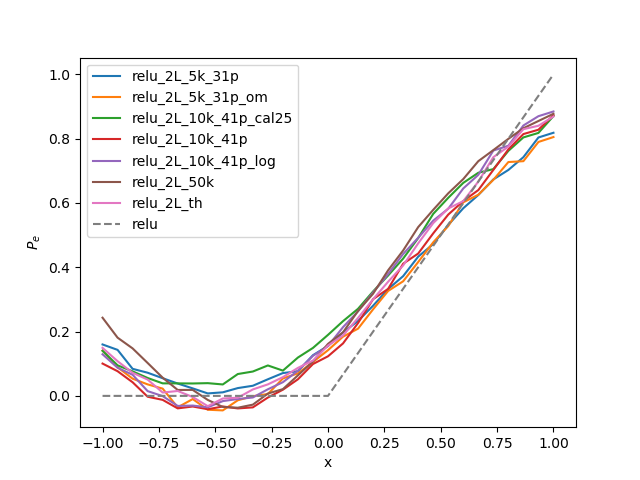 relu_2L_5k_31p
relu_2L_5k_31p_om
relu_2L_10k_41p_cal25
relu_2L_10k_41p
relu_2L_10k_41p_log
relu_2L_50k
relu_2L_th
relu
1.0
0.8
0.6
0.4
0.2
0.0
P_e
−1.00 −0.75 −0.50 −0.25 0.00 0.25 0.50 0.75 1.00
x